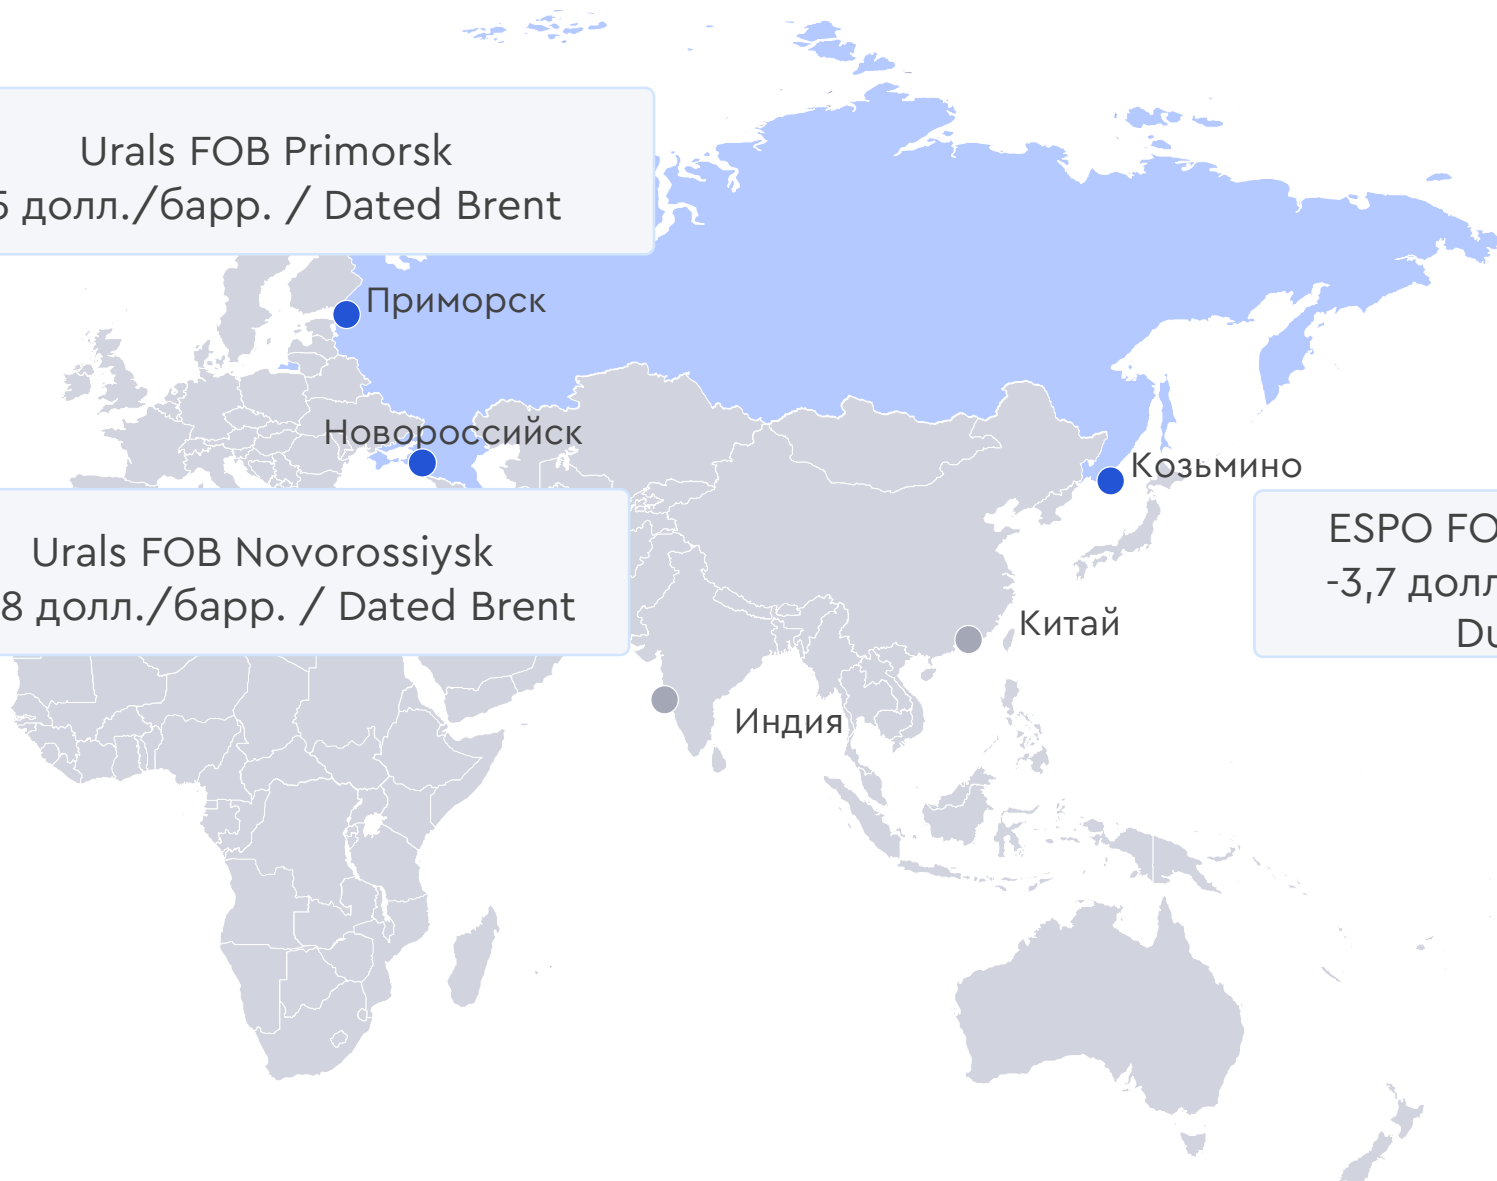 Urals FOB Primorsk
5 долл./барр. / Dated Brent
Приморск
Новороссийск
Козьмино
Urals FOB Novorossiysk
8 долл./барр. / Dated Brent
ESPO FO
-3,7 долл
Du
Китай
Индия